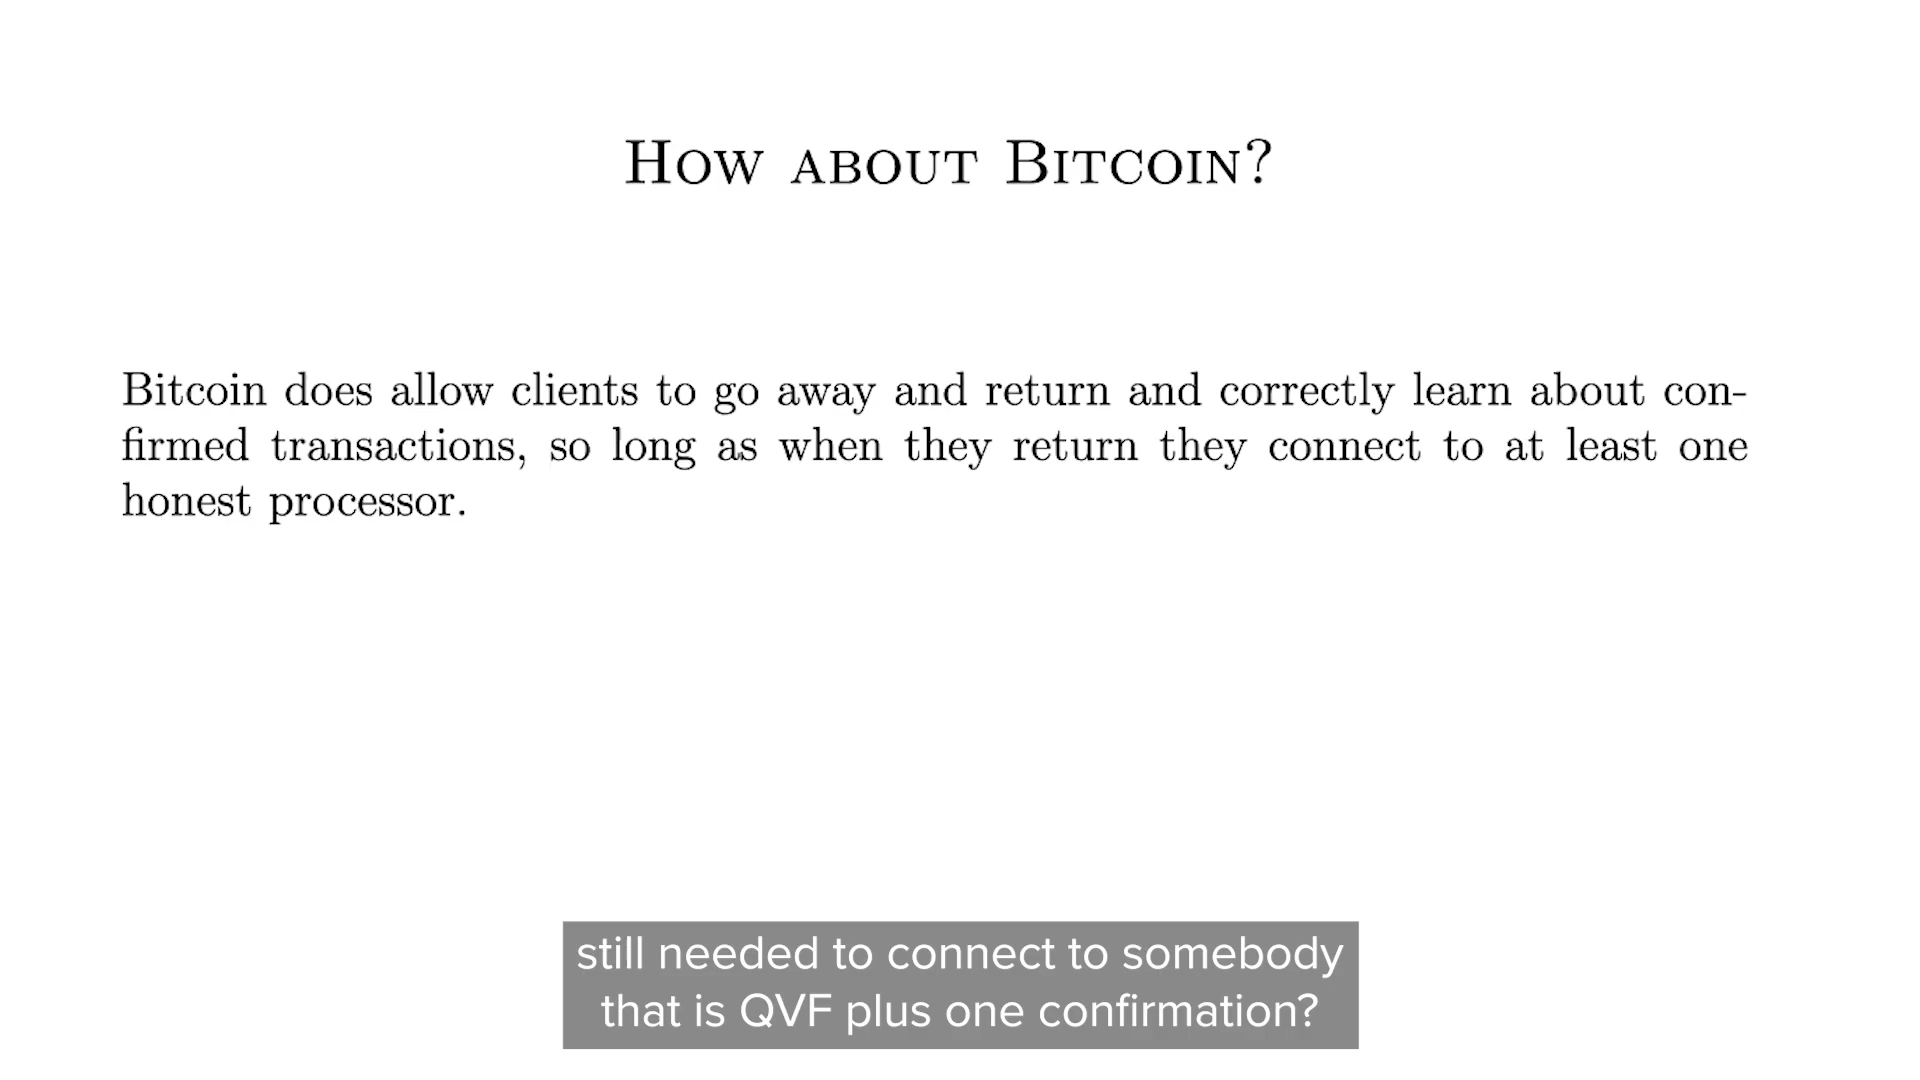 How about Bitcoin?
Bitcoin does allow clients to go away and return and correctly learn about con-
firmed transactions, so long as when they return they connect to at least one
honest processor.
still needed to connect to somebody
that is QVF plus one confirmation?